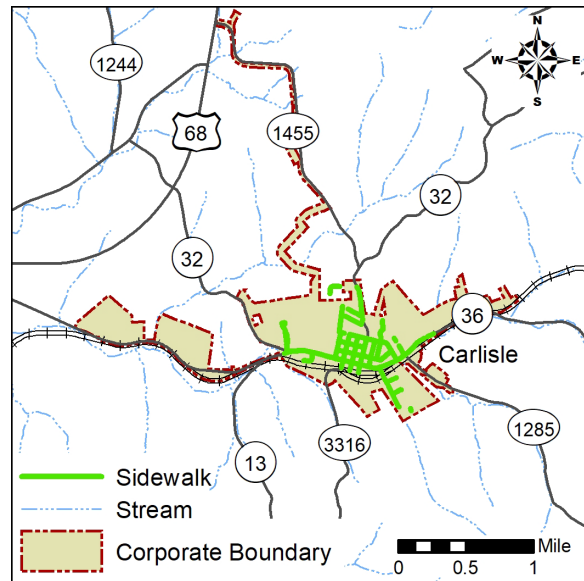 N
W E
S
1244
68
1455
32
32
36
Carlisle
13
3316
1285
Sidewalk
Stream
Corporate Boundary
Mile
0 0.5 1